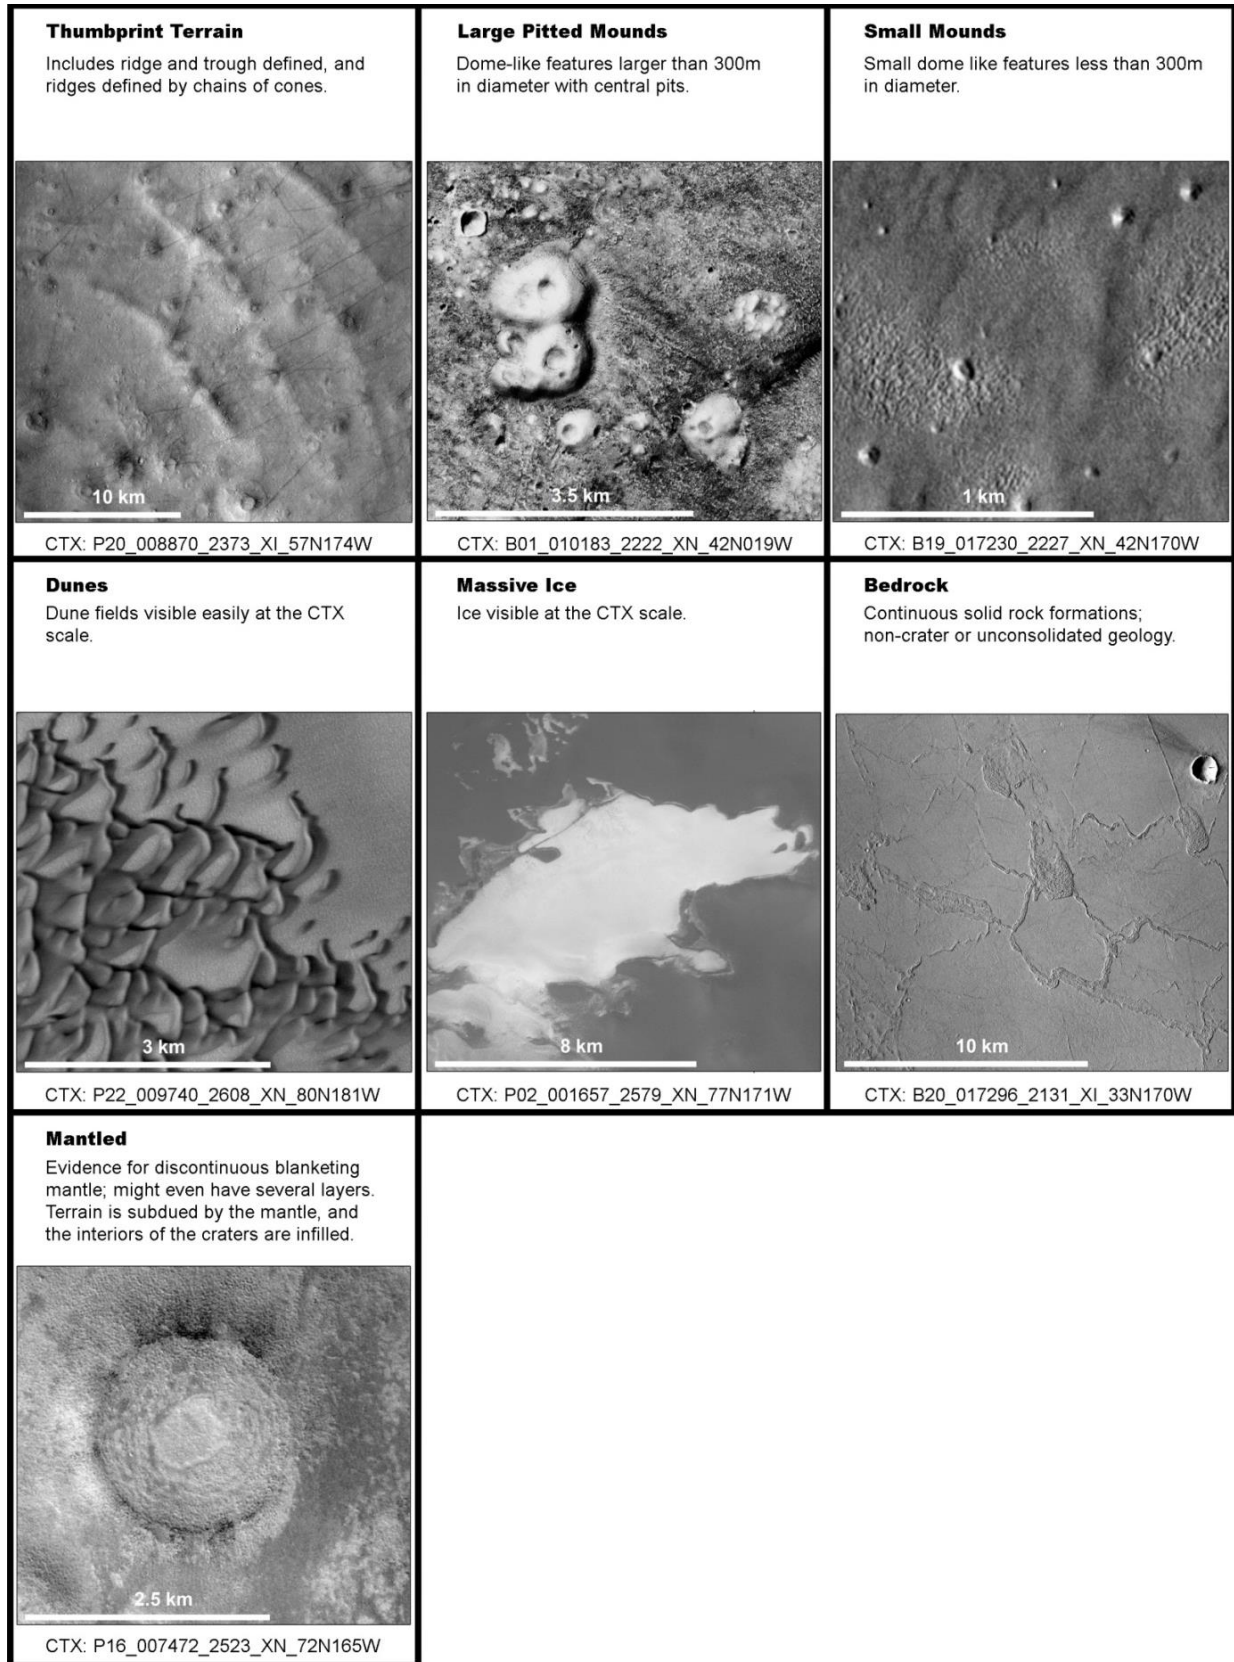 Thumbprint Terrain
Includes ridge and trough defined, and
ridges defined by chains of cones.
10 km
CTX: P20_008870_2373_XI_57N174W
Large Pitted Mounds
Dome-like features larger than 300m
in diameter with central pits.
3.5 km
CTX: B01_010183_2222_XN_42N019W
Small Mounds
Small dome like features less than 300m
in diameter.
1 km
CTX: B19_017230_2227_XN_42N170W
Dunes
Dune fields visible easily at the CTX
scale.
3 km
CTX: P22_009740_2608_XN_80N181W
Massive Ice
Ice visible at the CTX scale.
8 km
CTX: P02_001657_2579_XN_77N171W
Bedrock
Continuous solid rock formations;
non-crater or unconsolidated geology.
10 km
CTX: B20_017296_2131_XI_33N170W
Mantled
Evidence for discontinuous blanketing
mantle; might even have several layers.
Terrain is subdued by the mantle, and
the interiors of the craters are infilled.
2.5 km
CTX: P16_007472_2523_XN_72N165W